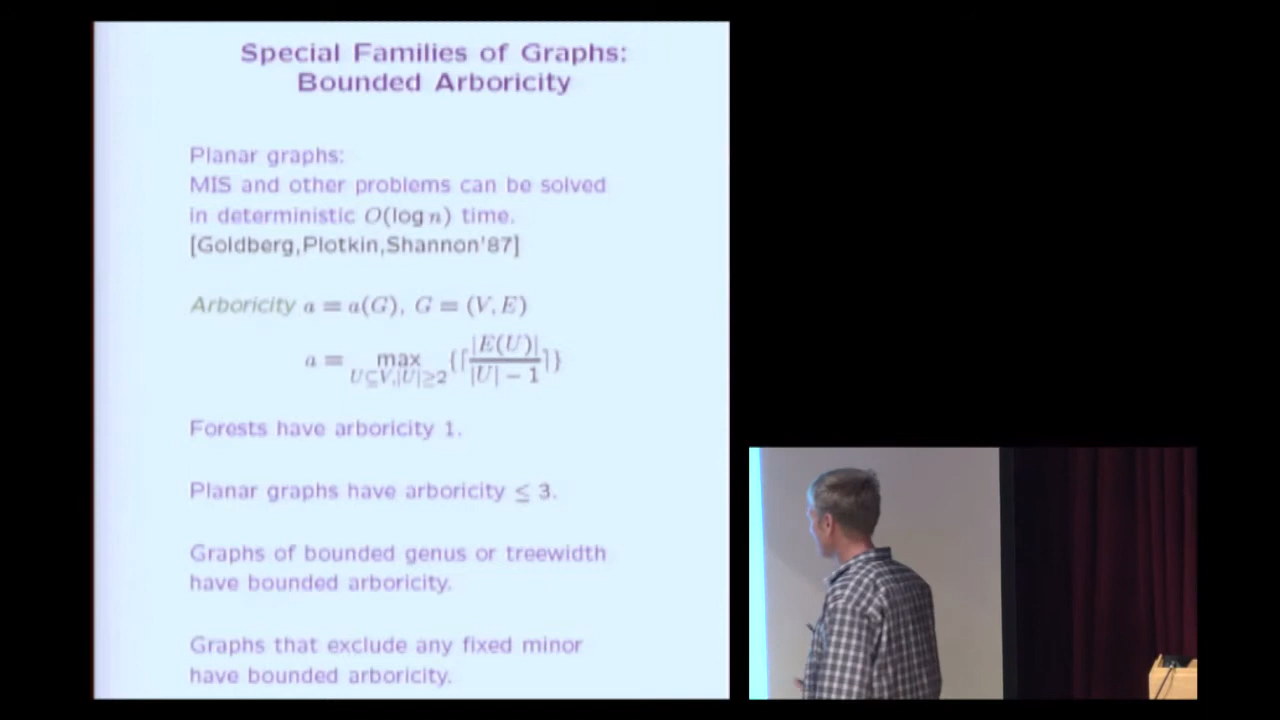 Special Families of Graphs:
Bounded Arboricity
Planar graphs:
MIS and other problems can be solved
in deterministic O(log n) time.
[Goldberg,Plotkin,Shannon'87]
Arboricity a = a(G), G = (V, E)
a = max_{U⊆V,|U|≥2} {⌈|E(U)| / |U| − 1⌉}
Forests have arboricity 1.
Planar graphs have arboricity ≤ 3.
Graphs of bounded genus or treewidth
have bounded arboricity.
Graphs that exclude any fixed minor
have bounded arboricity.